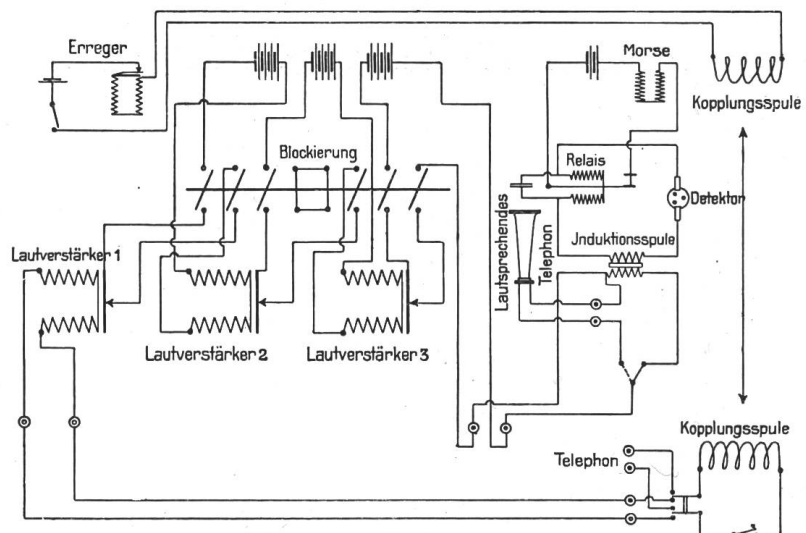 Erreger
Morse
Kopplungsspule
Blockierung
Relais
Detektor
Lautsprechendes
Telephon
Jnduktionsspule
Lautverstärker 1
Lautverstärker 2
Lautverstärker 3
Kopplungsspule
Telephon